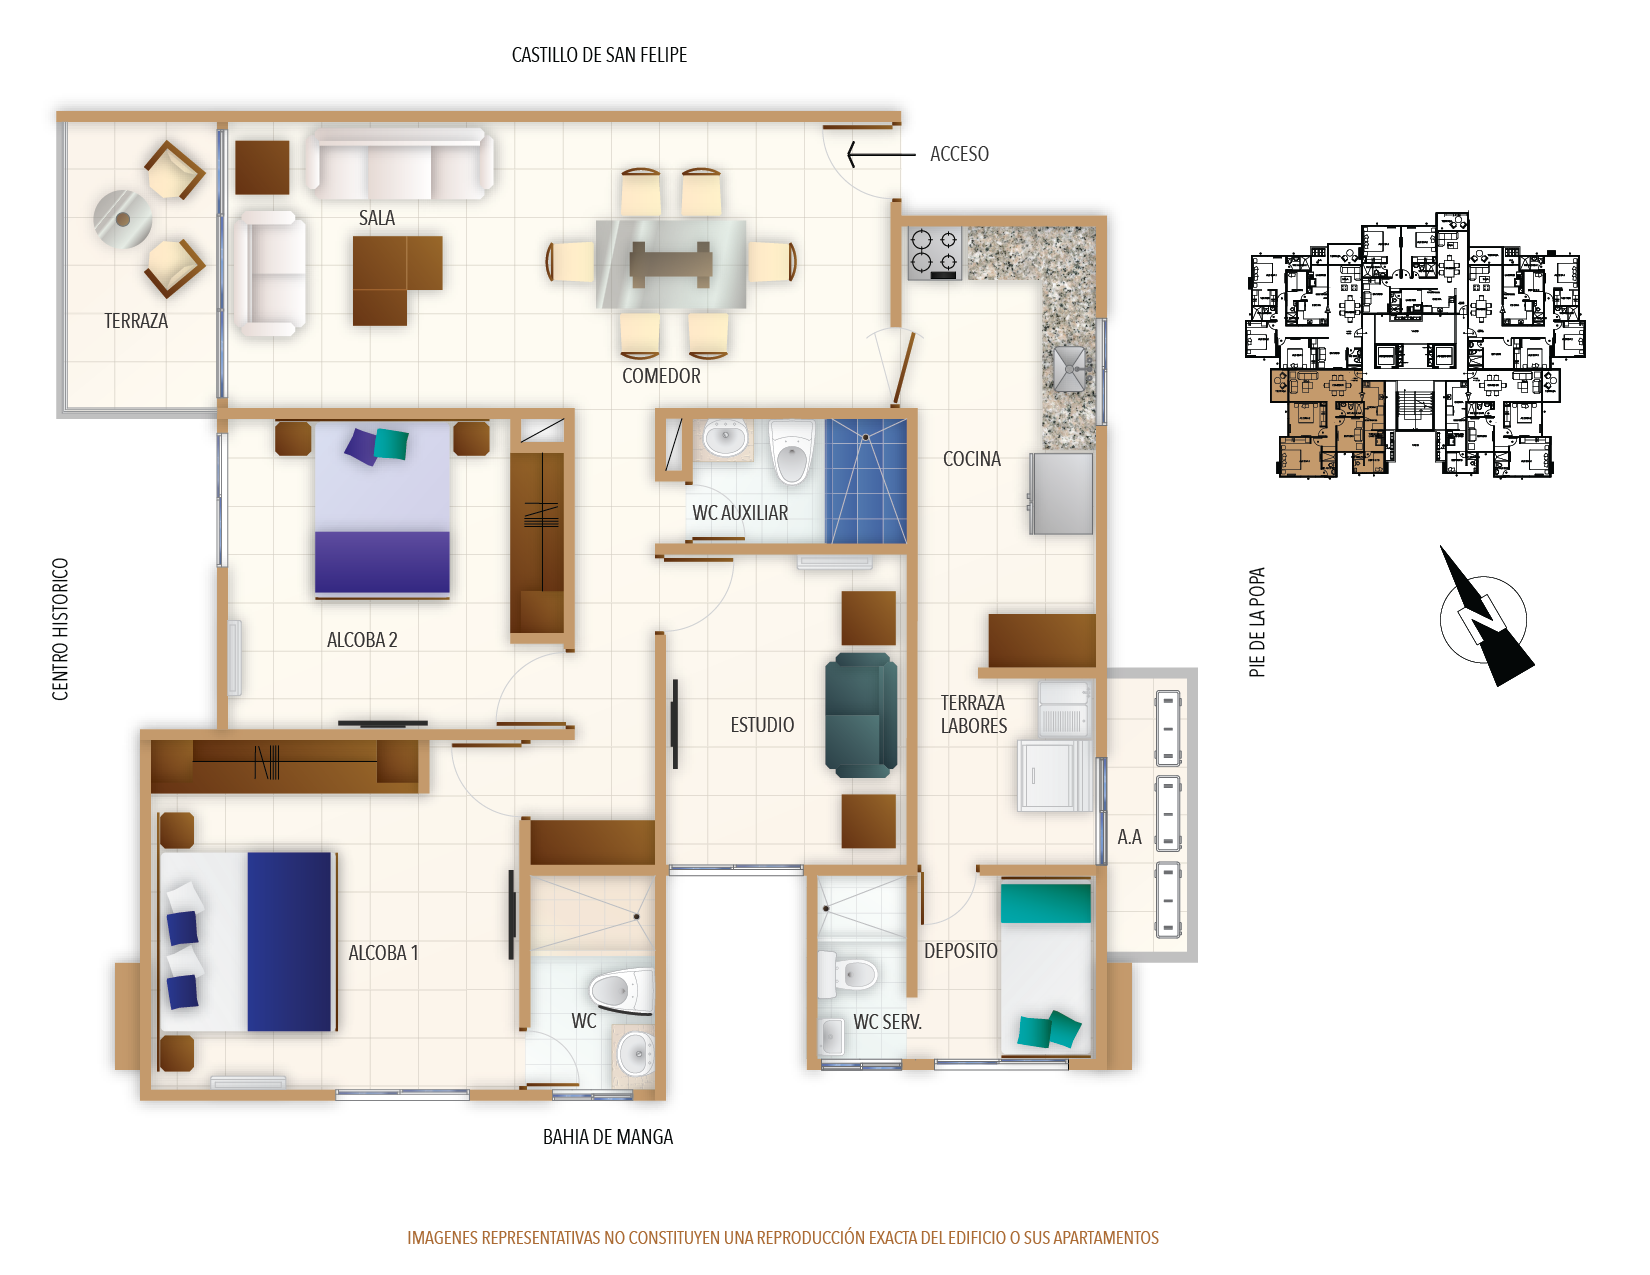 CASTILLO DE SAN FELIPE
ACCESO
SALA
TERRAZA
COMEDOR
COCINA
WC AUXILIAR
CENTRO HISTORICO
PIE DE LA POPA
ALCOBA 2
TERRAZA
LABORES
ESTUDIO
A.A
ALCOBA 1
DEPOSITO
WC
WC SERV.
BAHIA DE MANGA
IMAGENES REPRESENTATIVAS NO CONSTITUYEN UNA REPRODUCCIÓN EXACTA DEL EDIFICIO O SUS APARTAMENTOS